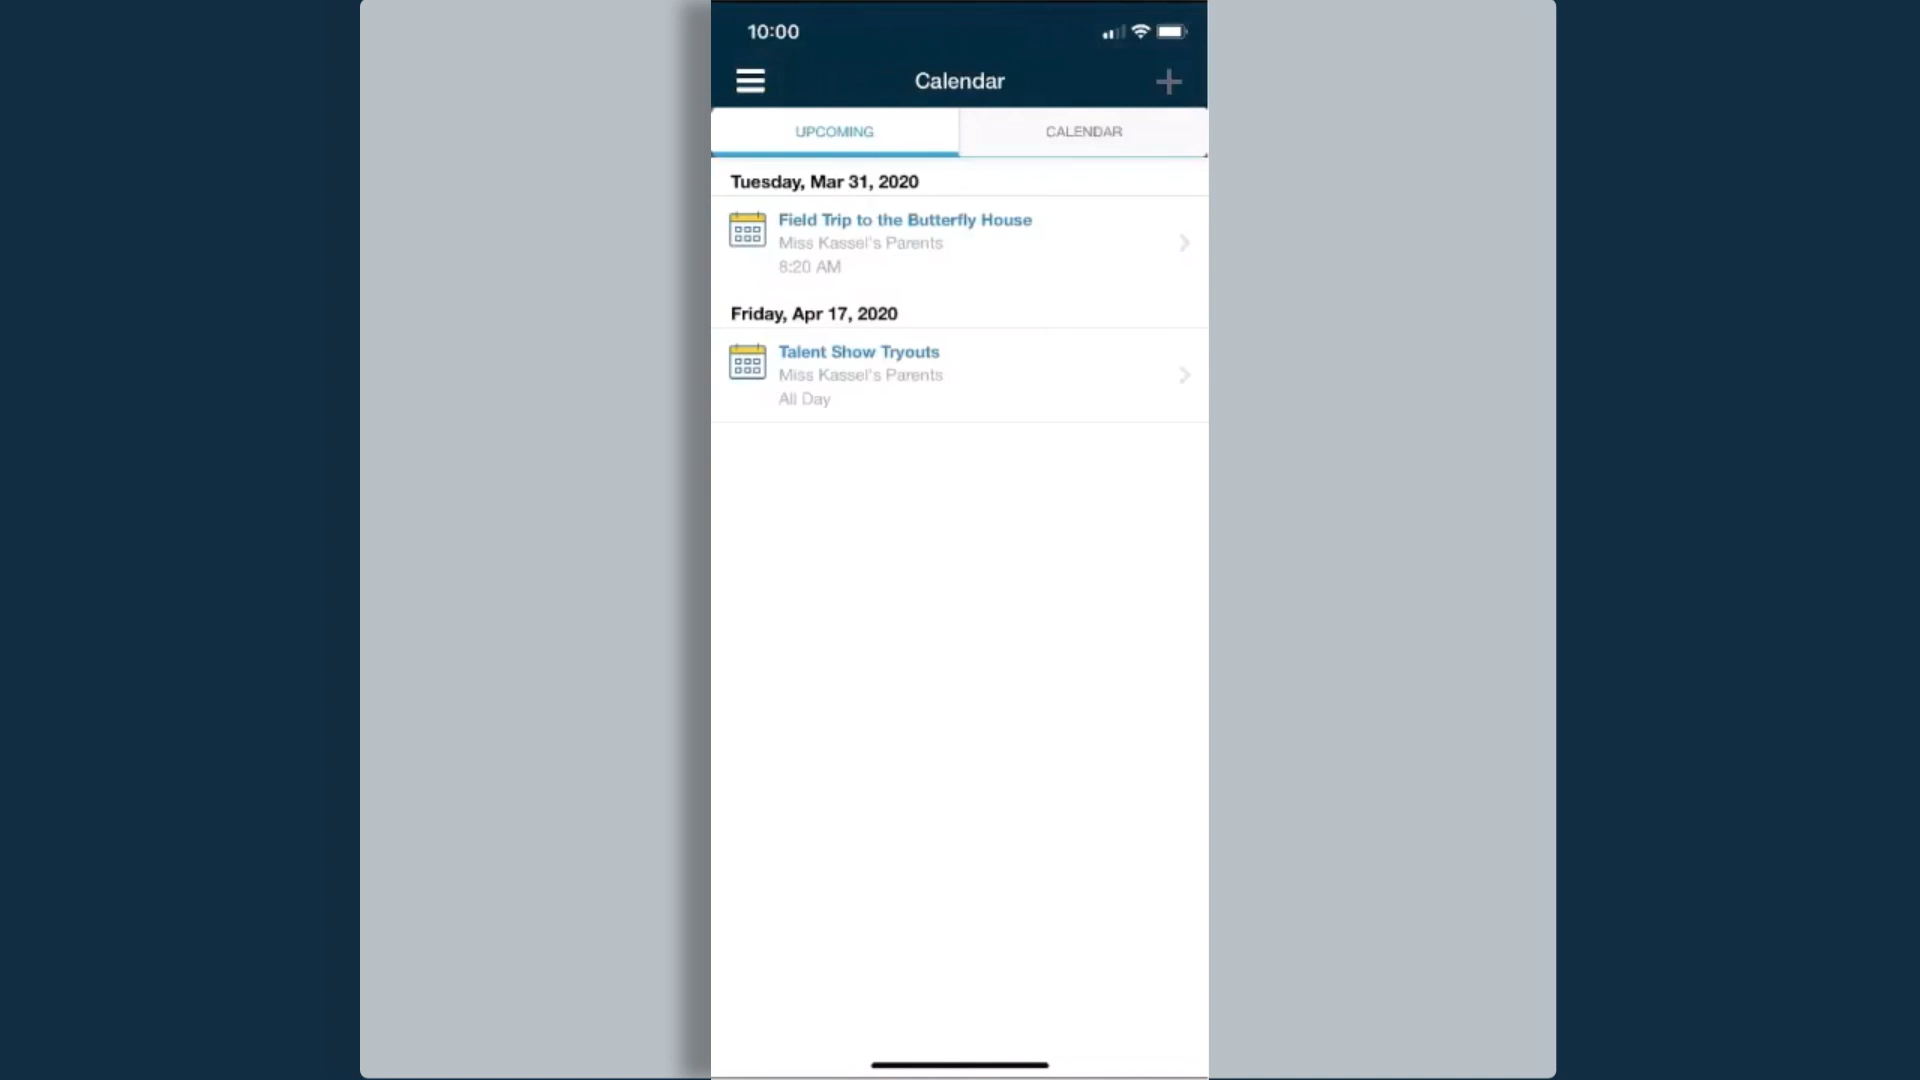 10:00
Calendar
UPCOMING
CALENDAR
Tuesday, Mar 31, 2020
Field Trip to the Butterfly House
Miss Kassel's Parents
8:20 AM
Friday, Apr 17, 2020
Talent Show Tryouts
Miss Kassel's Parents
All Day